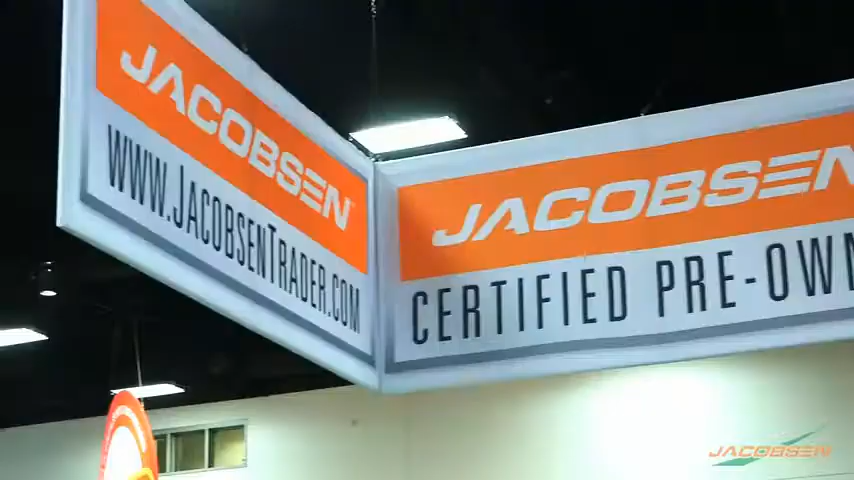 JACOBSEN
WWW.JACOBSENTRADER.COM
JACOBSEN
CERTIFIED PRE-OWN
JACOBSEN